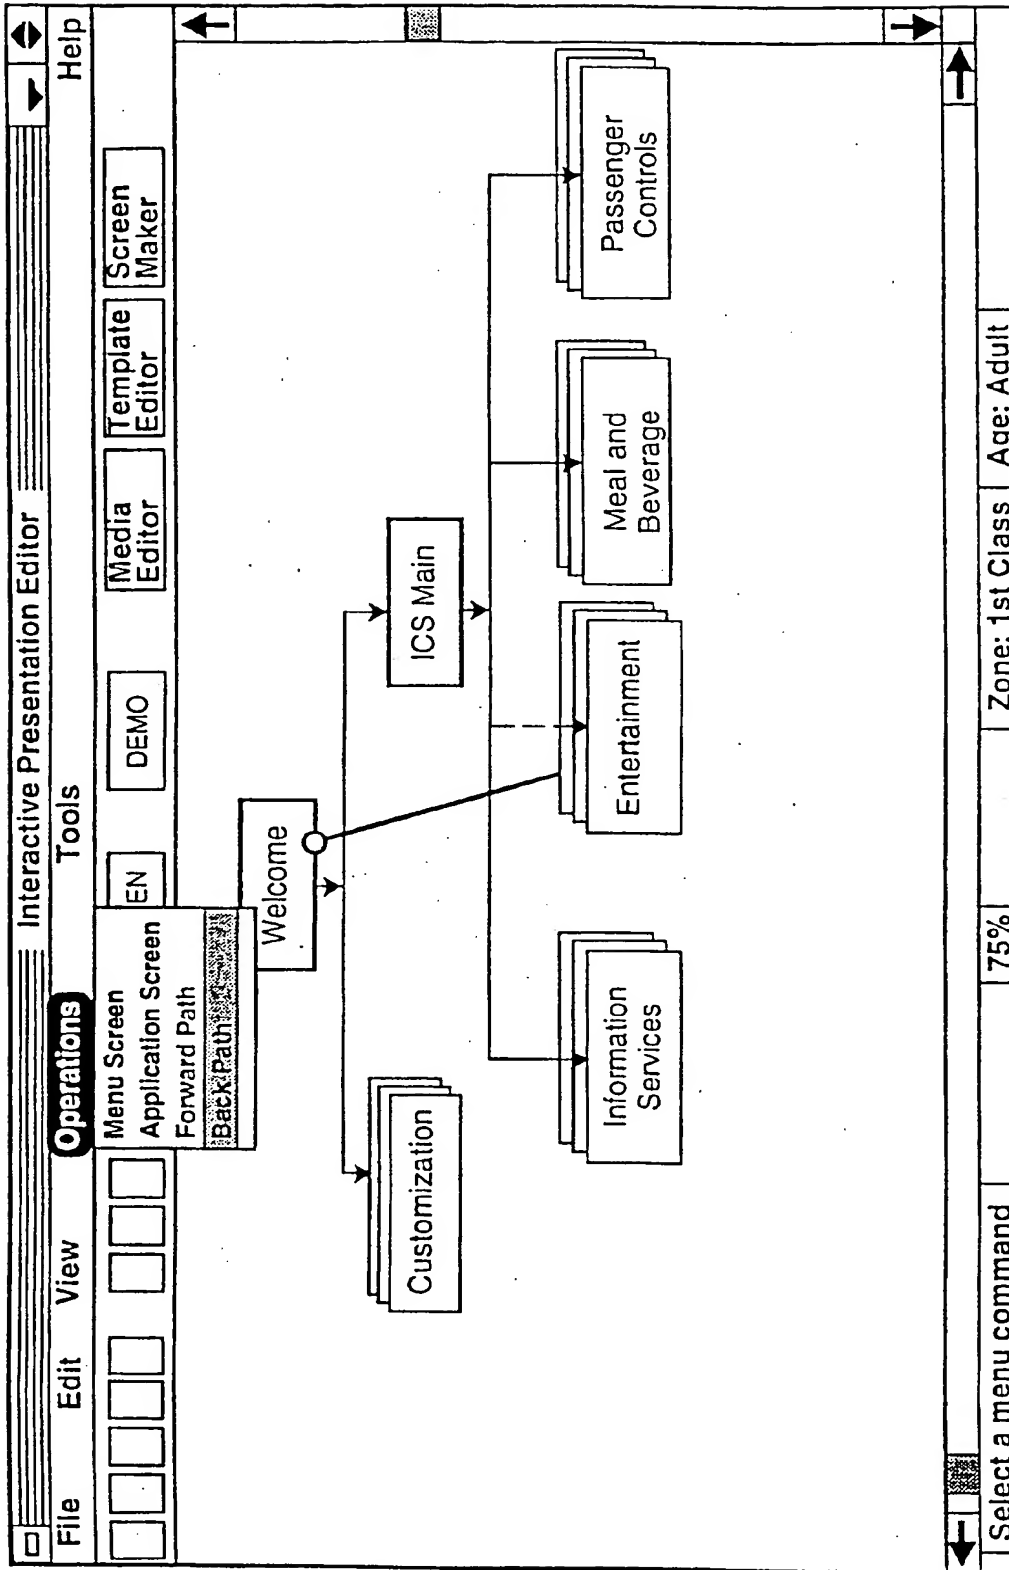 Interactive Presentation Editor
File Edit View Operations Tools Help
Menu Screen
Application Screen
Forward Path
Back Path
EN
DEMO
Media
Editor
Template
Editor
Screen
Maker
Welcome
Customization
ICS Main
Information
Services
Entertainment
Meal and
Beverage
Passenger
Controls
Select a menu command 75% Zone: 1st Class Age: Adult